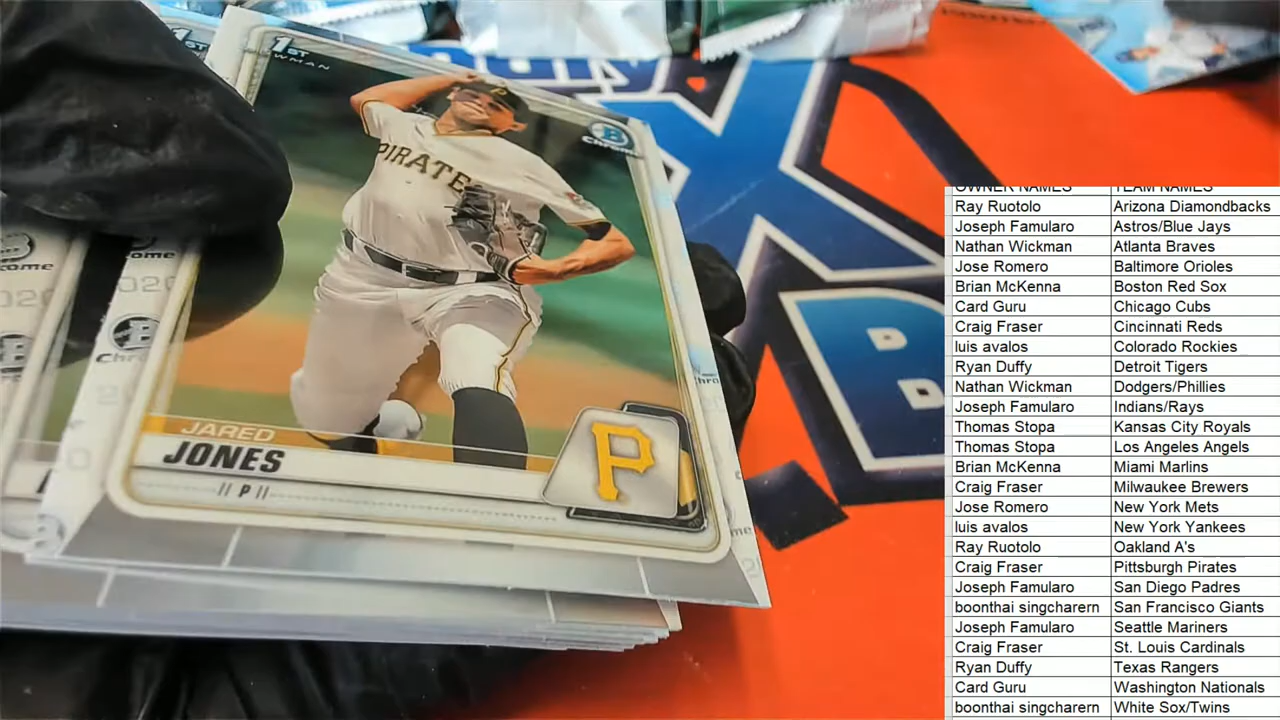 1ST
1ST
BOWMAN
B
Chrome
PIRATE
JARED
JONES
P
P
ome
020
B
Chro
X
B
OWNER NAMES TEAM NAMES
Ray Ruotolo Arizona Diamondbacks
Joseph Famularo Astros/Blue Jays
Nathan Wickman Atlanta Braves
Jose Romero Baltimore Orioles
Brian McKenna Boston Red Sox
Card Guru Chicago Cubs
Craig Fraser Cincinnati Reds
luis avalos Colorado Rockies
Ryan Duffy Detroit Tigers
Nathan Wickman Dodgers/Phillies
Joseph Famularo Indians/Rays
Thomas Stopa Kansas City Royals
Thomas Stopa Los Angeles Angels
Brian McKenna Miami Marlins
Craig Fraser Milwaukee Brewers
Jose Romero New York Mets
luis avalos New York Yankees
Ray Ruotolo Oakland A's
Craig Fraser Pittsburgh Pirates
Joseph Famularo San Diego Padres
boonthai singcharern San Francisco Giants
Joseph Famularo Seattle Mariners
Craig Fraser St. Louis Cardinals
Ryan Duffy Texas Rangers
Card Guru Washington Nationals
boonthai singcharern White Sox/Twins